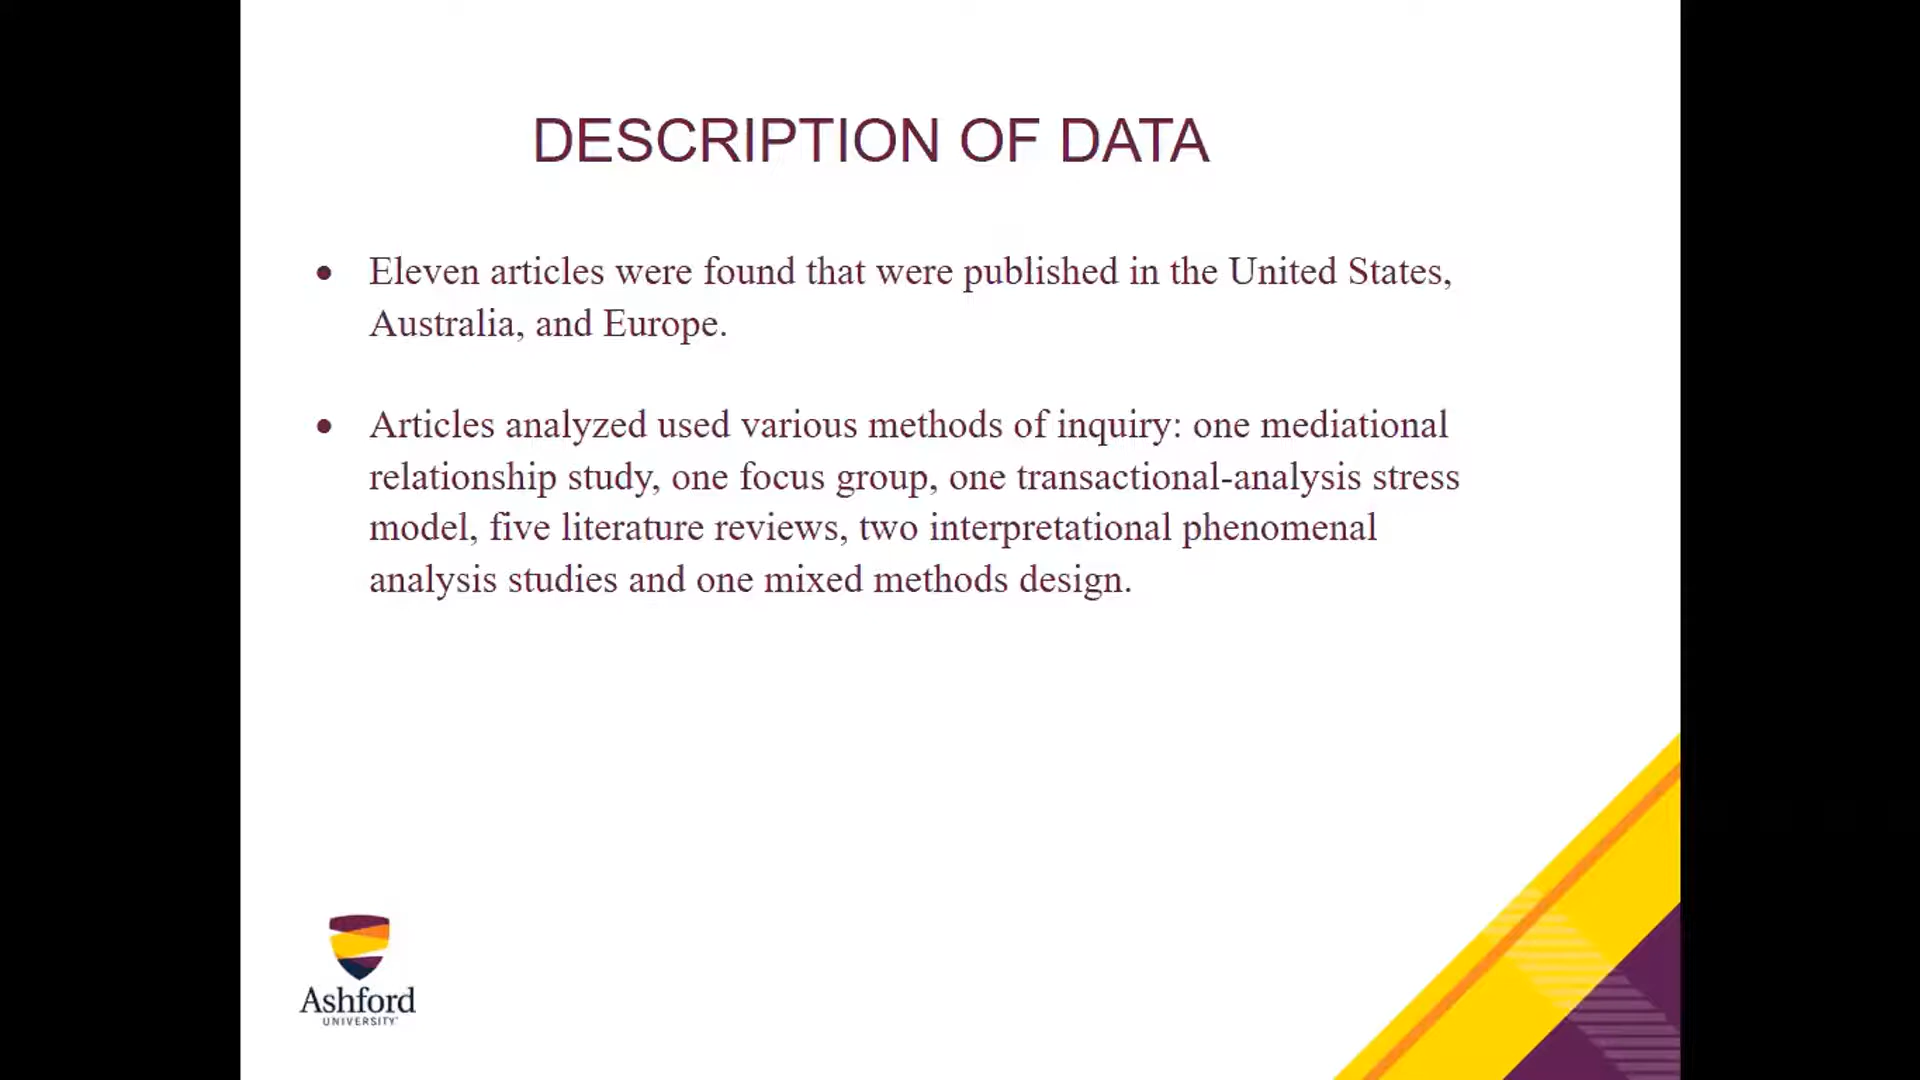 DESCRIPTION OF DATA
• Eleven articles were found that were published in the United States,
Australia, and Europe.
• Articles analyzed used various methods of inquiry: one mediational
relationship study, one focus group, one transactional-analysis stress
model, five literature reviews, two interpretational phenomenal
analysis studies and one mixed methods design.
Ashford
UNIVERSITY